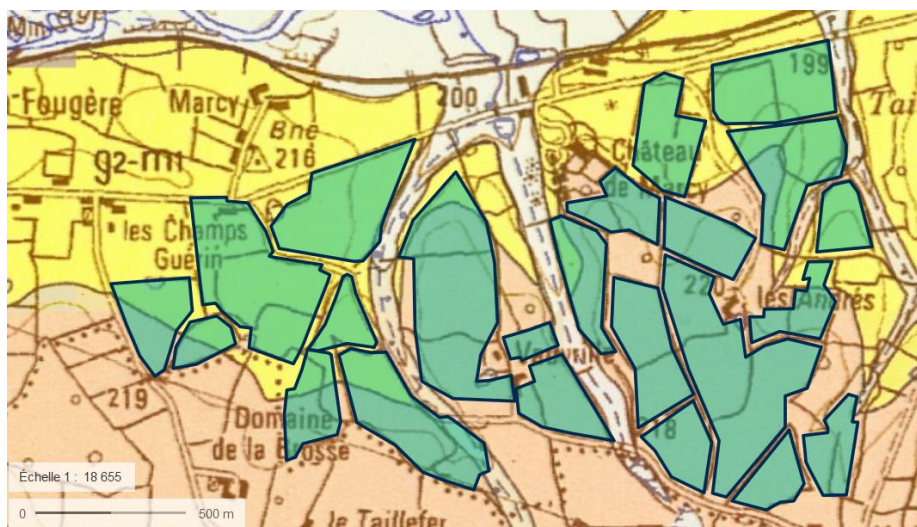 199
200
-Fougère
Marcy
Bne
216
g2-m1
Château
de Marcy
les Champs
Guérin
220
les Andrés
219
18
Domaine
de la Brosse
Échelle 1 : 18 655
0 500 m
le Taillefer